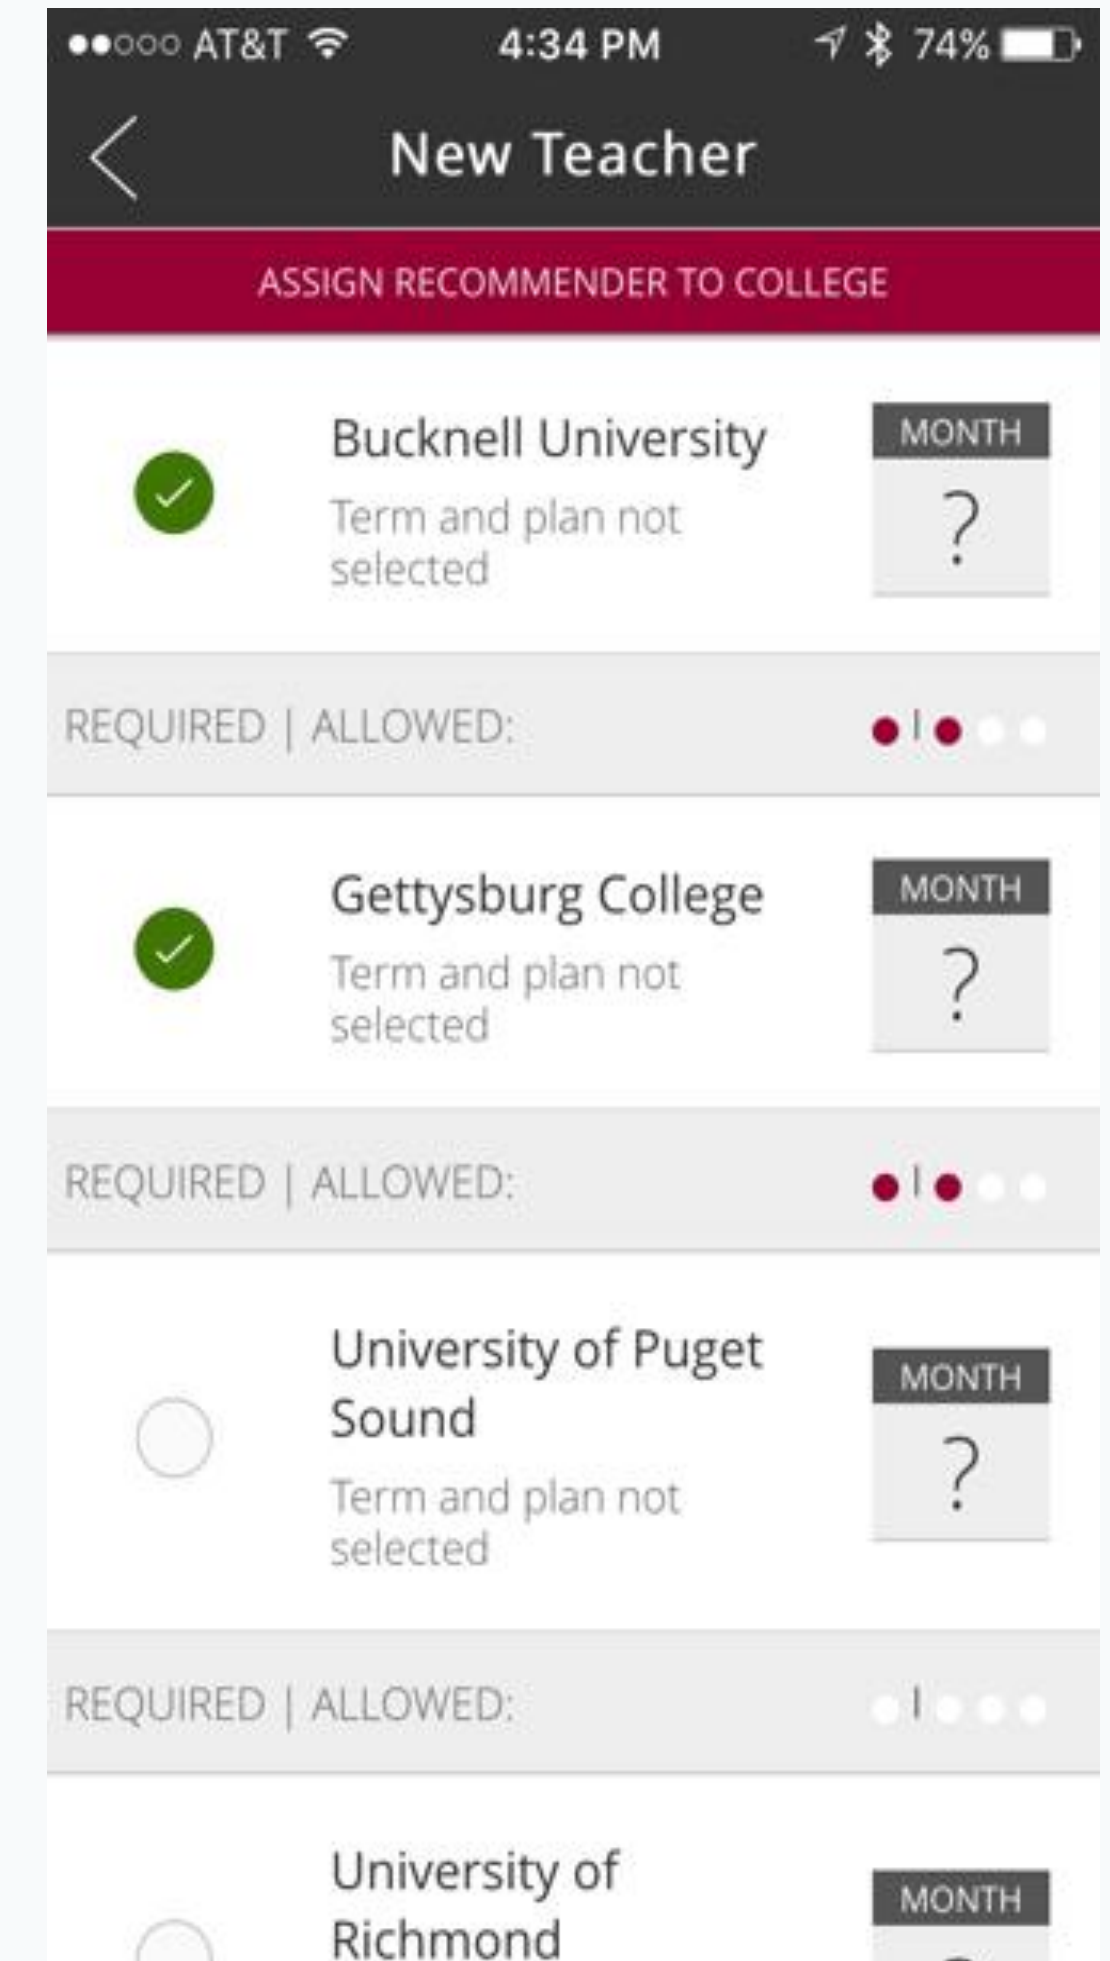 AT&T 4:34 PM 74%
New Teacher
ASSIGN RECOMMENDER TO COLLEGE
Bucknell University
MONTH
Term and plan not
selected
?
REQUIRED | ALLOWED: |
Gettysburg College
MONTH
Term and plan not
selected
?
REQUIRED | ALLOWED: |
University of Puget
Sound
MONTH
Term and plan not
selected
?
REQUIRED | ALLOWED: |
University of
Richmond
MONTH